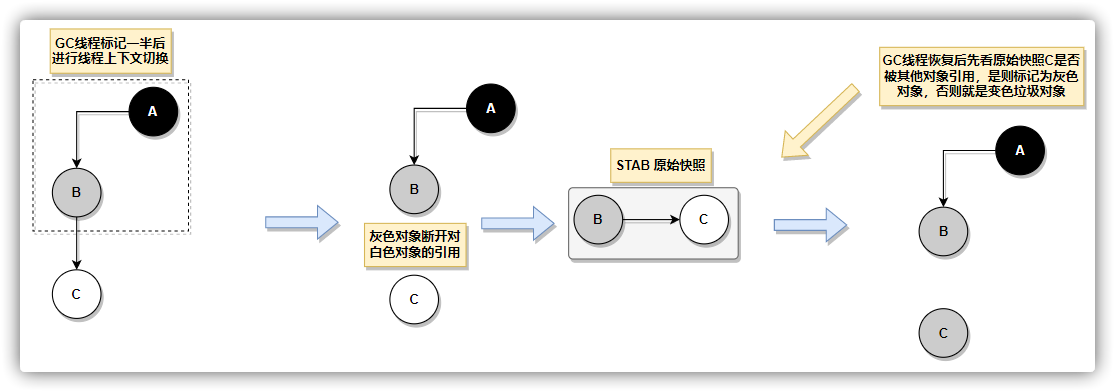 GC线程标记一半后
进行线程上下文切换
A
B
C
A
B
灰色对象断开对
白色对象的引用
C
STAB 原始快照
B
C
GC线程恢复后先看原始快照C是否
被其他对象引用，是则标记为灰色
对象，否则就是变色垃圾对象
A
B
C